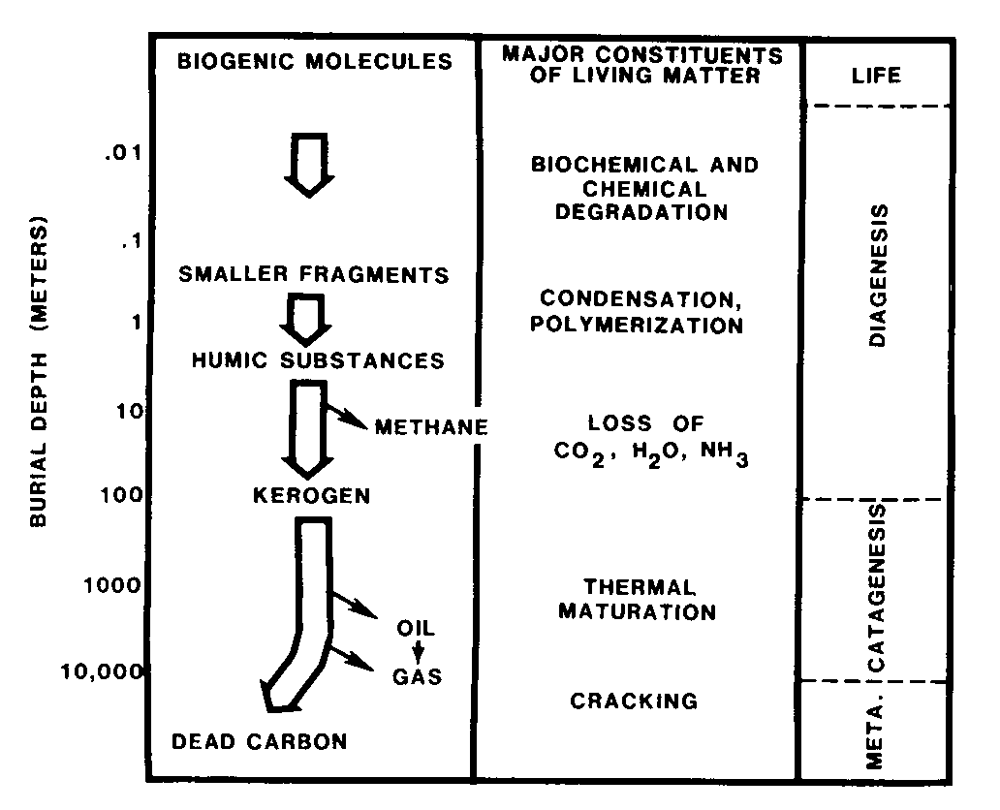 BIOGENIC MOLECULES
MAJOR CONSTITUENTS
OF LIVING MATTER
LIFE
BURIAL DEPTH (METERS)
.01
.1
1
10
100
1000
10,000
SMALLER FRAGMENTS
HUMIC SUBSTANCES
METHANE
KEROGEN
OIL
GAS
DEAD CARBON
BIOCHEMICAL AND
CHEMICAL
DEGRADATION
CONDENSATION,
POLYMERIZATION
LOSS OF
CO2, H2O, NH3
THERMAL
MATURATION
CRACKING
DIAGENESIS
CATAGENESIS
META.